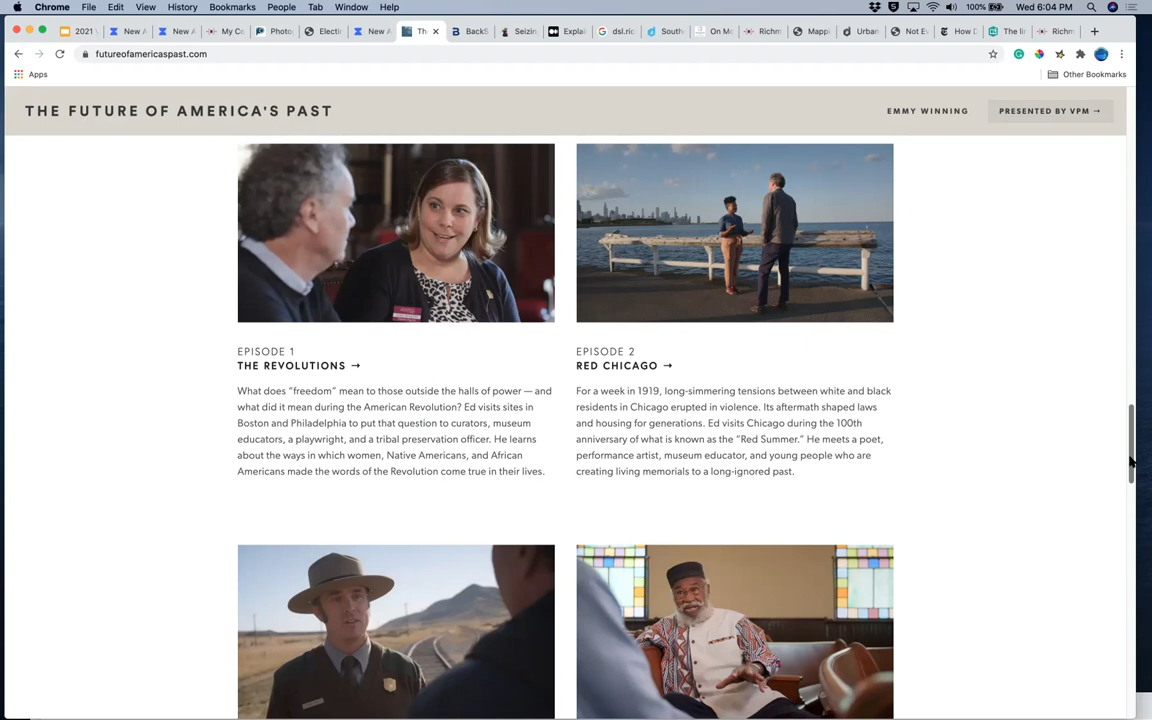 Chrome File Edit View History Bookmarks People Tab Window Help 100% Wed 6:04 PM
2021 New A New A My Co Photo Electi New A Th BackS Seizin Explai dsl.ric South On M Richm Mappi Urban Not Ev How D The li Richm
futureofamericaspast.com
Apps Other Bookmarks
THE FUTURE OF AMERICA'S PAST EMMY WINNING PRESENTED BY VPM →
EPISODE 1
THE REVOLUTIONS →
What does “freedom” mean to those outside the halls of power — and
what did it mean during the American Revolution? Ed visits sites in
Boston and Philadelphia to put that question to curators, museum
educators, a playwright, and a tribal preservation officer. He learns
about the ways in which women, Native Americans, and African
Americans made the words of the Revolution come true in their lives.
EPISODE 2
RED CHICAGO →
For a week in 1919, long-simmering tensions between white and black
residents in Chicago erupted in violence. Its aftermath shaped laws
and housing for generations. Ed visits Chicago during the 100th
anniversary of what is known as the “Red Summer.” He meets a poet,
performance artist, museum educator, and young people who are
creating living memorials to a long-ignored past.